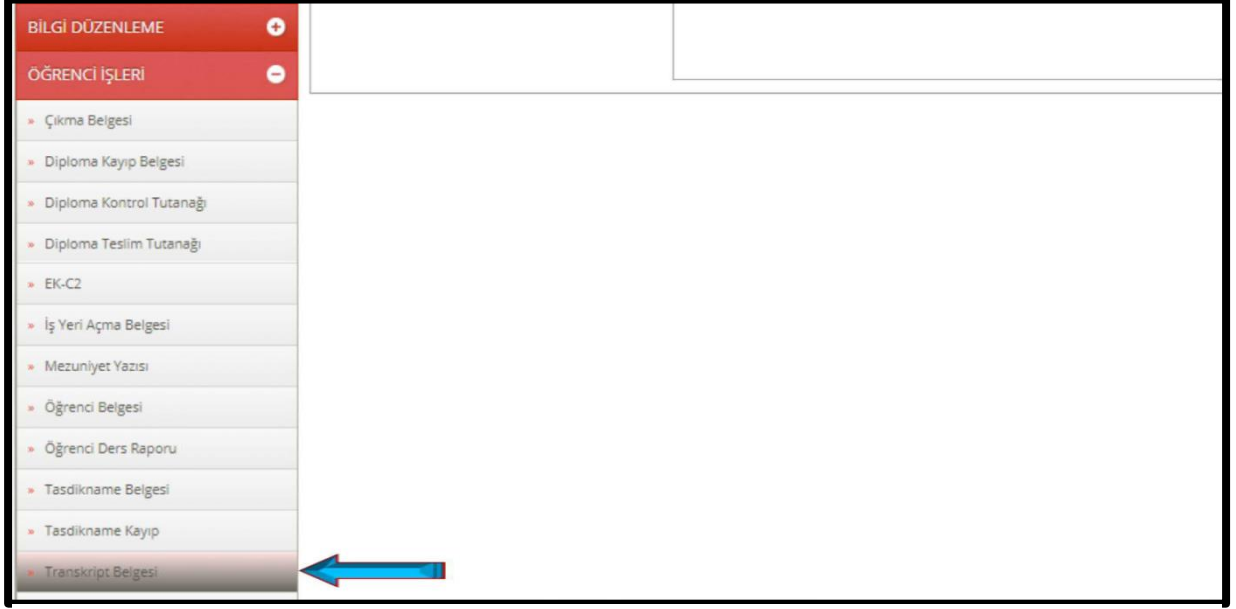 BİLGİ DÜZENLEME
ÖĞRENCİ İŞLERİ
» Çıkma Belgesi
» Diploma Kayıp Belgesi
» Diploma Kontrol Tutanağı
» Diploma Teslim Tutanağı
» EK-C2
» İş Yeri Açma Belgesi
» Mezuniyet Yazısı
» Öğrenci Belgesi
» Öğrenci Ders Raporu
» Tasdikname Belgesi
» Tasdikname Kayıp
» Transkript Belgesi